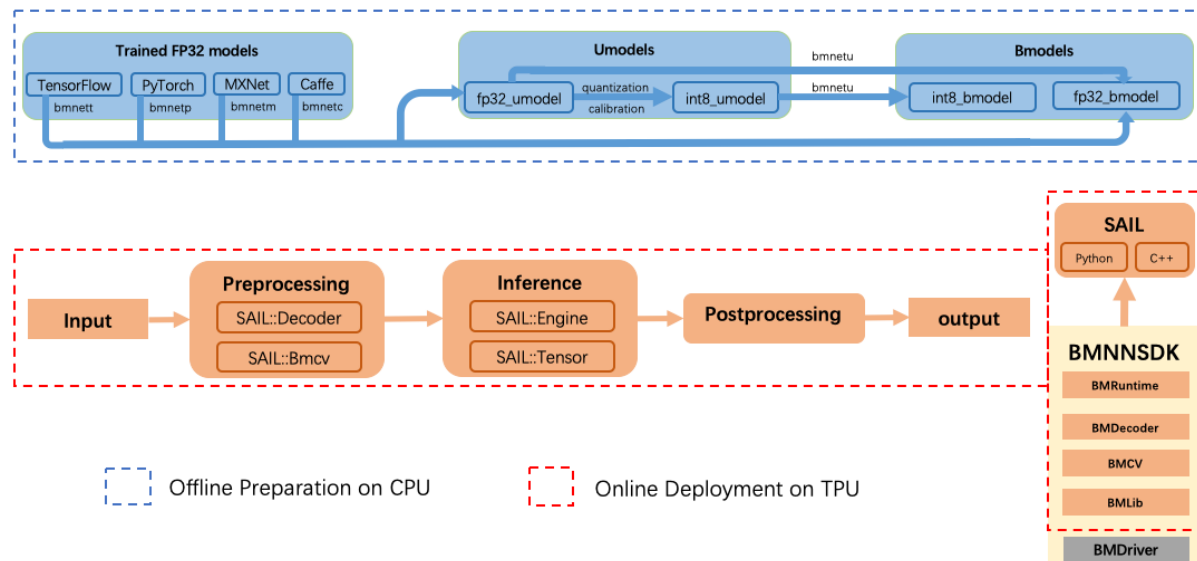 Trained FP32 models
TensorFlow
PyTorch
MXNet
Caffe
bmnett
bmnetp
bmnetm
bmnetc
Umodels
fp32_umodel
quantization
calibration
int8_umodel
bmnetu
bmnetu
Bmodels
int8_bmodel
fp32_bmodel
Input
Preprocessing
SAIL::Decoder
SAIL::Bmcv
Inference
SAIL::Engine
SAIL::Tensor
Postprocessing
output
SAIL
Python
C++
BMNNSDK
BMRuntime
BMDecoder
BMCV
BMLib
BMDriver
Offline Preparation on CPU
Online Deployment on TPU